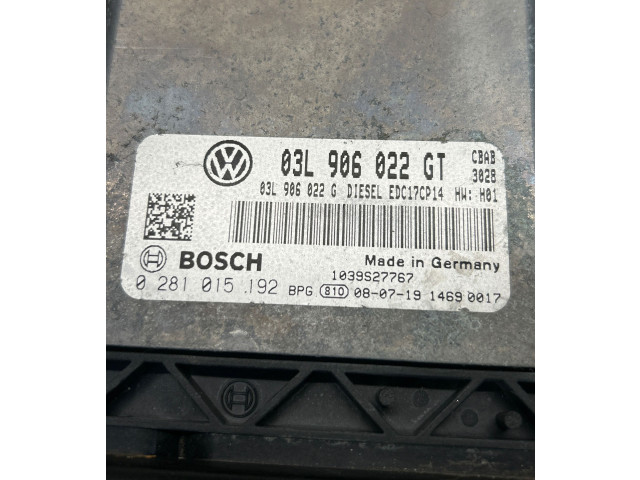 03L 906 022 GT CBAB
03L 906 022 G DIESEL EDC17CP14 HW: H01 3028
BOSCH Made in Germany
1039S27767
0 281 015 192 BPG 810 08-07-19 1469 0017